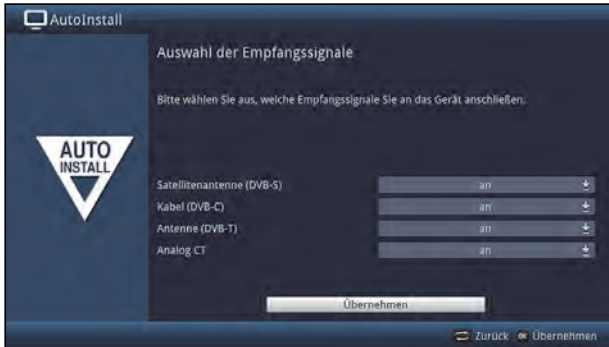 AutoInstall
Auswahl der Empfangssignale
Bitte wählen Sie aus, welche Empfangssignale Sie an das Gerät anschließen.
AUTO
INSTALL
Satellitenantenne (DVB-S) an
Kabel (DVB-C) an
Antenne (DVB-T) an
Analog CT an
Übernehmen
Zurück OK Übernehmen